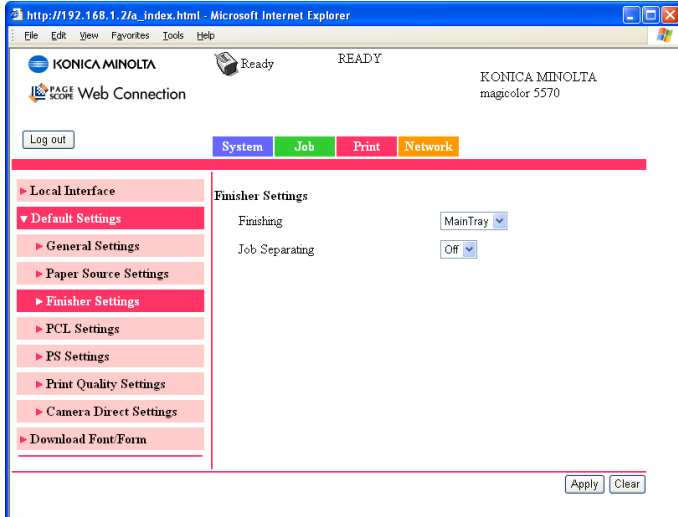 http://192.168.1.2/a_index.html - Microsoft Internet Explorer
File Edit View Favorites Tools Help
KONICA MINOLTA
Ready
READY
KONICA MINOLTA
magicolor 5570
PAGE SCOPE Web Connection
Log out
System Job Print Network
Local Interface
Default Settings
General Settings
Paper Source Settings
Finisher Settings
PCL Settings
PS Settings
Print Quality Settings
Camera Direct Settings
Download Font/Form
Finisher Settings
Finishing MainTray
Job Separating Off
Apply Clear